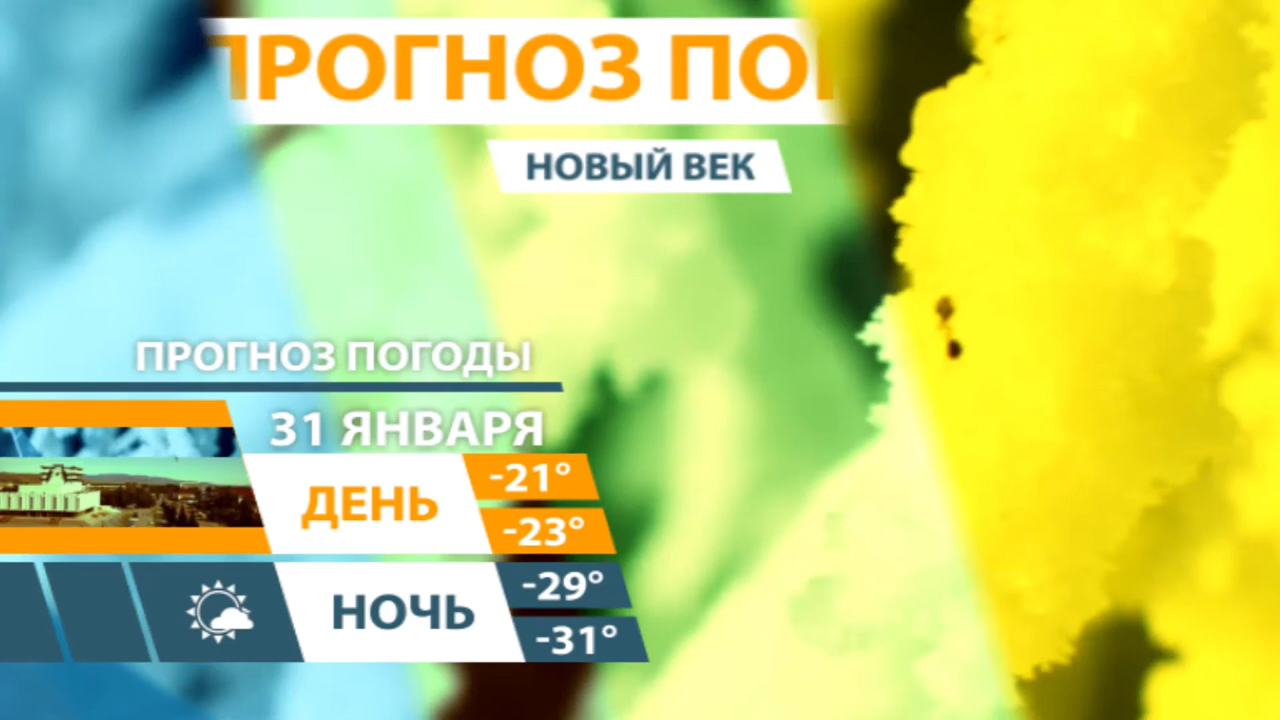 ПРОГНОЗ ПО
НОВЫЙ ВЕК
ПРОГНОЗ ПОГОДЫ
31 ЯНВАРЯ
ДЕНЬ
-21°
-23°
НОЧЬ
-29°
-31°